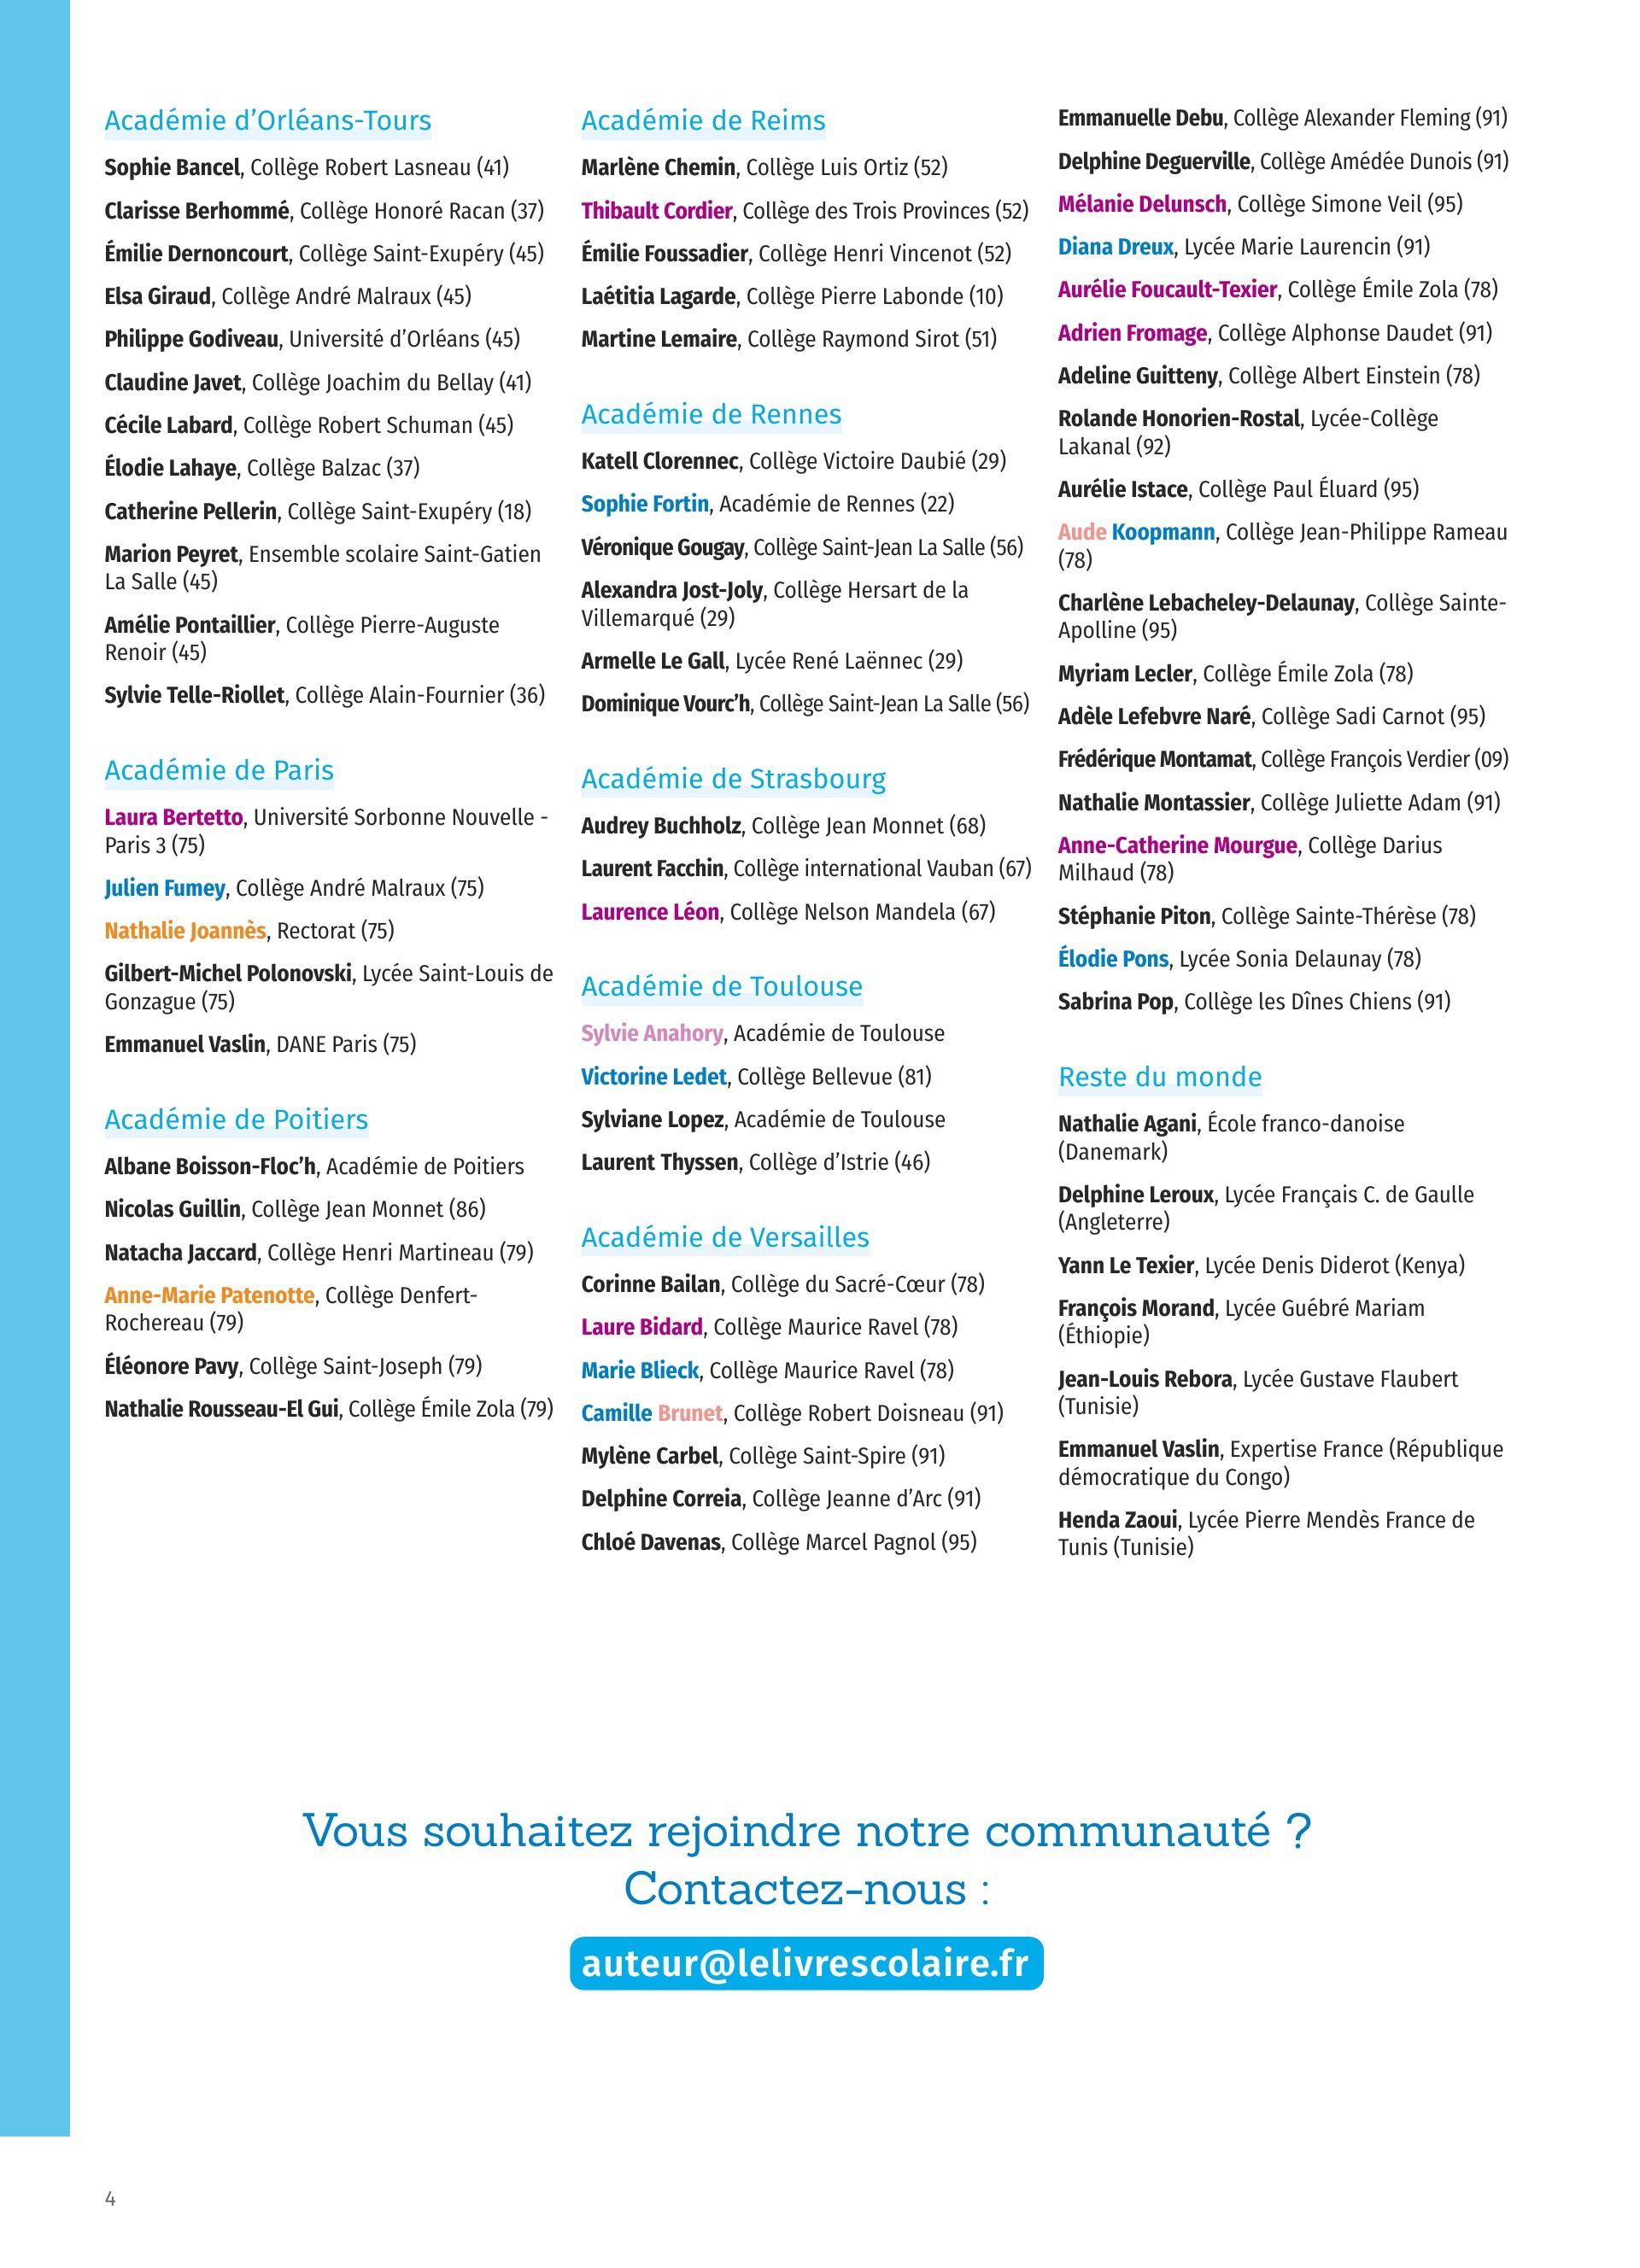 Académie d’Orléans-Tours
Sophie Bancel, Collège Robert Lasneau (41)
Clarisse Berhommé, Collège Honoré Racan (37)
Émilie Dernoncourt, Collège Saint-Exupéry (45)
Elsa Giraud, Collège André Malraux (45)
Philippe Godiveau, Université d’Orléans (45)
Claudine Javet, Collège Joachim du Bellay (41)
Cécile Labard, Collège Robert Schuman (45)
Élodie Lahaye, Collège Balzac (37)
Catherine Pellerin, Collège Saint-Exupéry (18)
Marion Peyret, Ensemble scolaire Saint-Gatien
La Salle (45)
Amélie Pontaillier, Collège Pierre-Auguste
Renoir (45)
Sylvie Telle-Riollet, Collège Alain-Fournier (36)
Académie de Paris
Laura Bertetto, Université Sorbonne Nouvelle -
Paris 3 (75)
Julien Fumey, Collège André Malraux (75)
Nathalie Joannès, Rectorat (75)
Gilbert-Michel Polonovski, Lycée Saint-Louis de
Gonzague (75)
Emmanuel Vaslin, DANE Paris (75)
Académie de Poitiers
Albane Boisson-Floc’h, Académie de Poitiers
Nicolas Guillin, Collège Jean Monnet (86)
Natacha Jaccard, Collège Henri Martineau (79)
Anne-Marie Patenotte, Collège Denfert-
Rochereau (79)
Éléonore Pavy, Collège Saint-Joseph (79)
Nathalie Rousseau-El Gui, Collège Émile Zola (79)
Académie de Reims
Marlène Chemin, Collège Luis Ortiz (52)
Thibault Cordier, Collège des Trois Provinces (52)
Émilie Foussadier, Collège Henri Vincenot (52)
Laétitia Lagarde, Collège Pierre Labonde (10)
Martine Lemaire, Collège Raymond Sirot (51)
Académie de Rennes
Katell Clorennec, Collège Victoire Daubié (29)
Sophie Fortin, Académie de Rennes (22)
Véronique Gougay, Collège Saint-Jean La Salle (56)
Alexandra Jost-Joly, Collège Hersart de la
Villemarqué (29)
Armelle Le Gall, Lycée René Laënnec (29)
Dominique Vourc’h, Collège Saint-Jean La Salle (56)
Académie de Strasbourg
Audrey Buchholz, Collège Jean Monnet (68)
Laurent Facchin, Collège international Vauban (67)
Laurence Léon, Collège Nelson Mandela (67)
Académie de Toulouse
Sylvie Anahory, Académie de Toulouse
Victorine Ledet, Collège Bellevue (81)
Sylviane Lopez, Académie de Toulouse
Laurent Thyssen, Collège d’Istrie (46)
Académie de Versailles
Corinne Bailan, Collège du Sacré-Cœur (78)
Laure Bidard, Collège Maurice Ravel (78)
Marie Blieck, Collège Maurice Ravel (78)
Camille Brunet, Collège Robert Doisneau (91)
Mylène Carbel, Collège Saint-Spire (91)
Delphine Correia, Collège Jeanne d’Arc (91)
Chloé Davenas, Collège Marcel Pagnol (95)
Emmanuelle Debu, Collège Alexander Fleming (91)
Delphine Deguerville, Collège Amédée Dunois (91)
Mélanie Delunsch, Collège Simone Veil (95)
Diana Dreux, Lycée Marie Laurencin (91)
Aurélie Foucault-Texier, Collège Émile Zola (78)
Adrien Fromage, Collège Alphonse Daudet (91)
Adeline Guitteny, Collège Albert Einstein (78)
Rolande Honorien-Rostal, Lycée-Collège
Lakanal (92)
Aurélie Istace, Collège Paul Éluard (95)
Aude Koopmann, Collège Jean-Philippe Rameau
(78)
Charlène Lebacheley-Delaunay, Collège Sainte-
Apolline (95)
Myriam Lecler, Collège Émile Zola (78)
Adèle Lefebvre Naré, Collège Sadi Carnot (95)
Frédérique Montamat, Collège François Verdier (09)
Nathalie Montassier, Collège Juliette Adam (91)
Anne-Catherine Mourgue, Collège Darius
Milhaud (78)
Stéphanie Piton, Collège Sainte-Thérèse (78)
Élodie Pons, Lycée Sonia Delaunay (78)
Sabrina Pop, Collège les Dînes Chiens (91)
Reste du monde
Nathalie Agani, École franco-danoise
(Danemark)
Delphine Leroux, Lycée Français C. de Gaulle
(Angleterre)
Yann Le Texier, Lycée Denis Diderot (Kenya)
François Morand, Lycée Guébré Mariam
(Éthiopie)
Jean-Louis Rebora, Lycée Gustave Flaubert
(Tunisie)
Emmanuel Vaslin, Expertise France (République
démocratique du Congo)
Henda Zaoui, Lycée Pierre Mendès France de
Tunis (Tunisie)
Vous souhaitez rejoindre notre communauté ?
Contactez-nous :
auteur@lelivrescolaire.fr
4